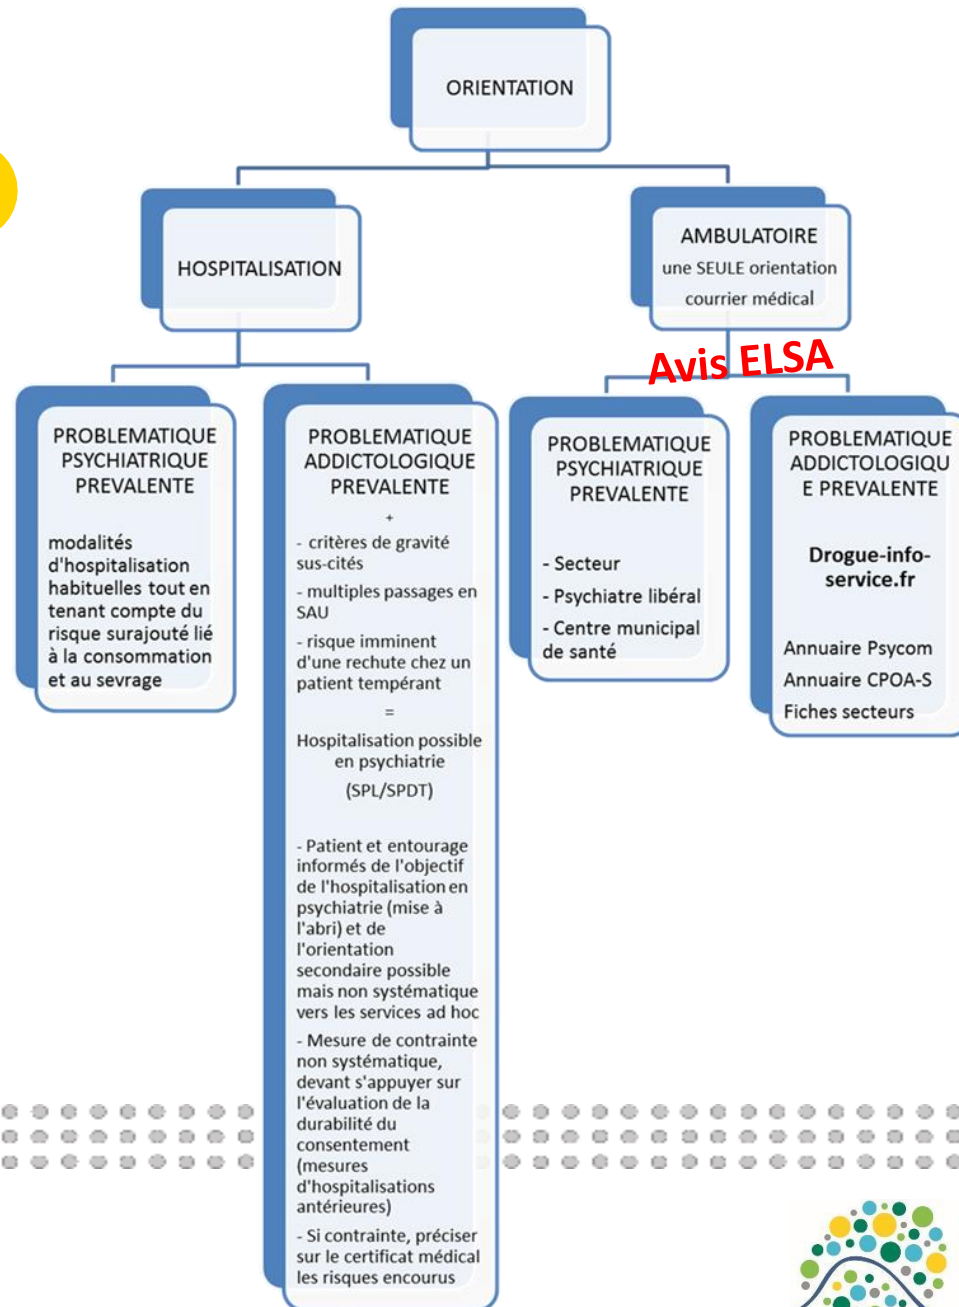 ORIENTATION
HOSPITALISATION
AMBULATOIRE
une SEULE orientation
courrier médical
Avis ELSA
PROBLEMATIQUE
PSYCHIATRIQUE
PREVALENTE
modalités
d'hospitalisation
habituelles tout en
tenant compte du
risque surajouté lié
à la consommation
et au sevrage
PROBLEMATIQUE
ADDICTOLOGIQUE
PREVALENTE
+
- critères de gravité
sus-cités
- multiples passages en
SAU
- risque imminent
d'une rechute chez un
patient tempérant
=
Hospitalisation possible
en psychiatrie
(SPL/SPDT)
- Patient et entourage
informés de l'objectif
de l'hospitalisation en
psychiatrie (mise à
l'abri) et de
l'orientation
secondaire possible
mais non systématique
vers les services ad hoc
- Mesure de contrainte
non systématique,
devant s'appuyer sur
l'évaluation de la
durabilité du
consentement
(mesures
d'hospitalisations
antérieures)
- Si contrainte, préciser
sur le certificat médical
les risques encourus
PROBLEMATIQUE
PSYCHIATRIQUE
PREVALENTE
- Secteur
- Psychiatre libéral
- Centre municipal
de santé
PROBLEMATIQUE
ADDICTOLOGIQU
E PREVALENTE
Drogue-info-
service.fr
Annuaire Psycom
Annuaire CPOA-S
Fiches secteurs